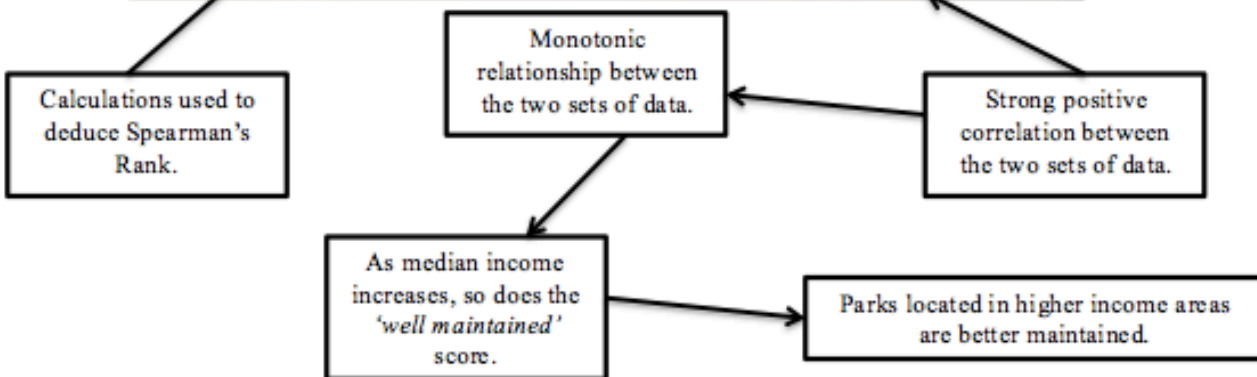 Monotonic
relationship between
the two sets of data.
Calculations used to
deduce Spearman's
Rank.
Strong positive
correlation between
the two sets of data.
As median income
increases, so does the
'well maintained'
score.
Parks located in higher income areas
are better maintained.